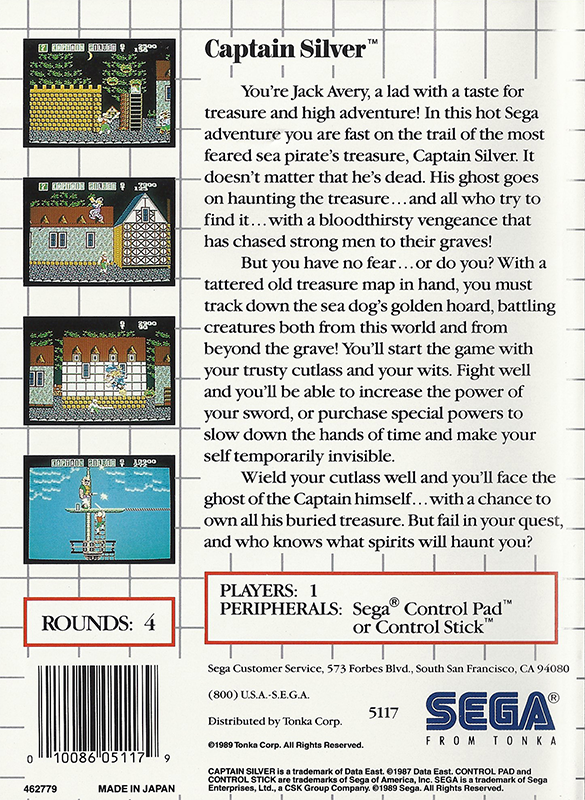 Captain Silver™
You're Jack Avery, a lad with a taste for
treasure and high adventure! In this hot Sega
adventure you are fast on the trail of the most
feared sea pirate's treasure, Captain Silver. It
doesn't matter that he's dead. His ghost goes
on haunting the treasure...and all who try to
find it...with a bloodthirsty vengeance that
has chased strong men to their graves!
But you have no fear...or do you? With a
tattered old treasure map in hand, you must
track down the sea dog's golden hoard, battling
creatures both from this world and from
beyond the grave! You'll start the game with
your trusty cutlass and your wits. Fight well
and you'll be able to increase the power of
your sword, or purchase special powers to
slow down the hands of time and make your
self temporarily invisible.
Wield your cutlass well and you'll face the
ghost of the Captain himself...with a chance to
own all his buried treasure. But fail in your quest,
and who knows what spirits will haunt you?
ROUNDS: 4
PLAYERS: 1
PERIPHERALS: Sega® Control Pad™
or Control Stick™
Sega Customer Service, 573 Forbes Blvd., South San Francisco, CA 94080
(800) U.S.A.-S.E.G.A.
Distributed by Tonka Corp. 5117
©1989 Tonka Corp. All Rights Reserved.
SEGA®
FROM TONKA
CAPTAIN SILVER is a trademark of Data East. ©1987 Data East. CONTROL PAD and
CONTROL STICK are trademarks of Sega of America, Inc. SEGA is a trademark of Sega
Enterprises, Ltd., a CSK Group Company. ©1989 Sega. All Rights Reserved.
0 10086 05117 9
462779 MADE IN JAPAN